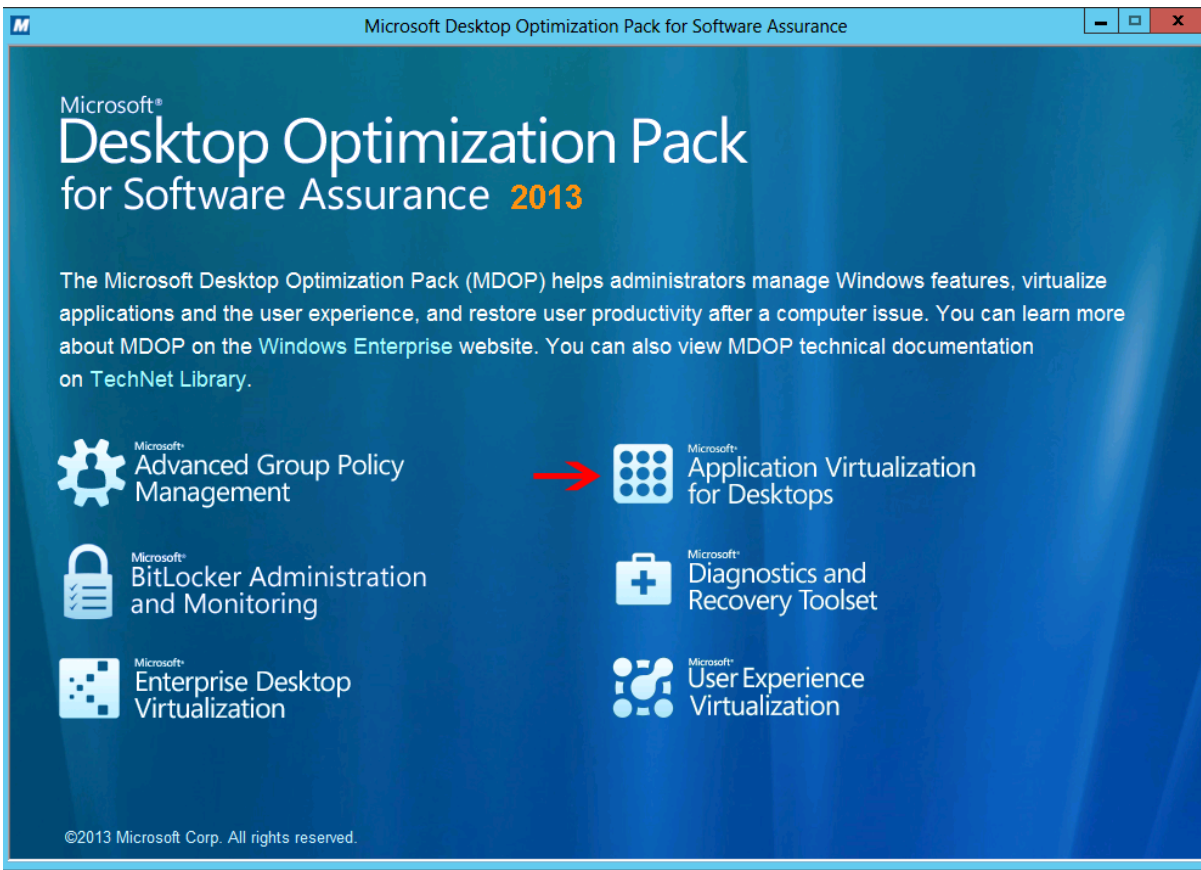 Microsoft Desktop Optimization Pack for Software Assurance
Microsoft®
Desktop Optimization Pack
for Software Assurance 2013
The Microsoft Desktop Optimization Pack (MDOP) helps administrators manage Windows features, virtualize
applications and the user experience, and restore user productivity after a computer issue. You can learn more
about MDOP on the Windows Enterprise website. You can also view MDOP technical documentation
on TechNet Library.
Microsoft®
Advanced Group Policy
Management
Microsoft®
Application Virtualization
for Desktops
Microsoft®
BitLocker Administration
and Monitoring
Microsoft®
Diagnostics and
Recovery Toolset
Microsoft®
Enterprise Desktop
Virtualization
Microsoft®
User Experience
Virtualization
©2013 Microsoft Corp. All rights reserved.